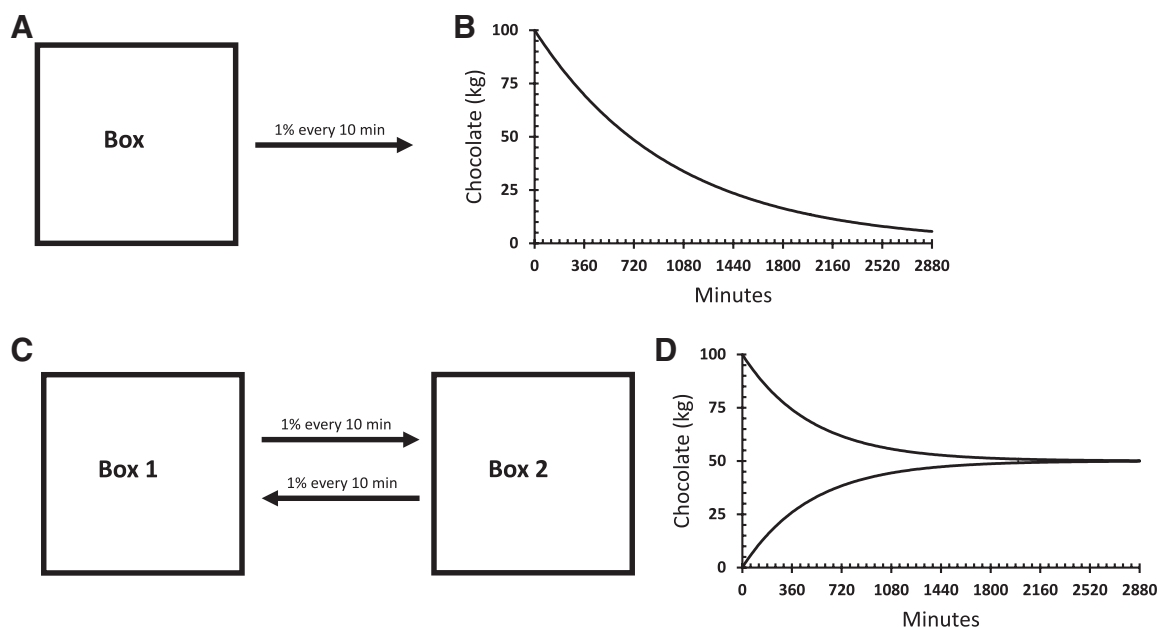 A
Box
1% every 10 min
B
Chocolate (kg)
100
75
50
25
0
0 360 720 1080 1440 1800 2160 2520 2880
Minutes
C
Box 1
1% every 10 min
1% every 10 min
Box 2
D
Chocolate (kg)
100
75
50
25
0
0 360 720 1080 1440 1800 2160 2520 2880
Minutes